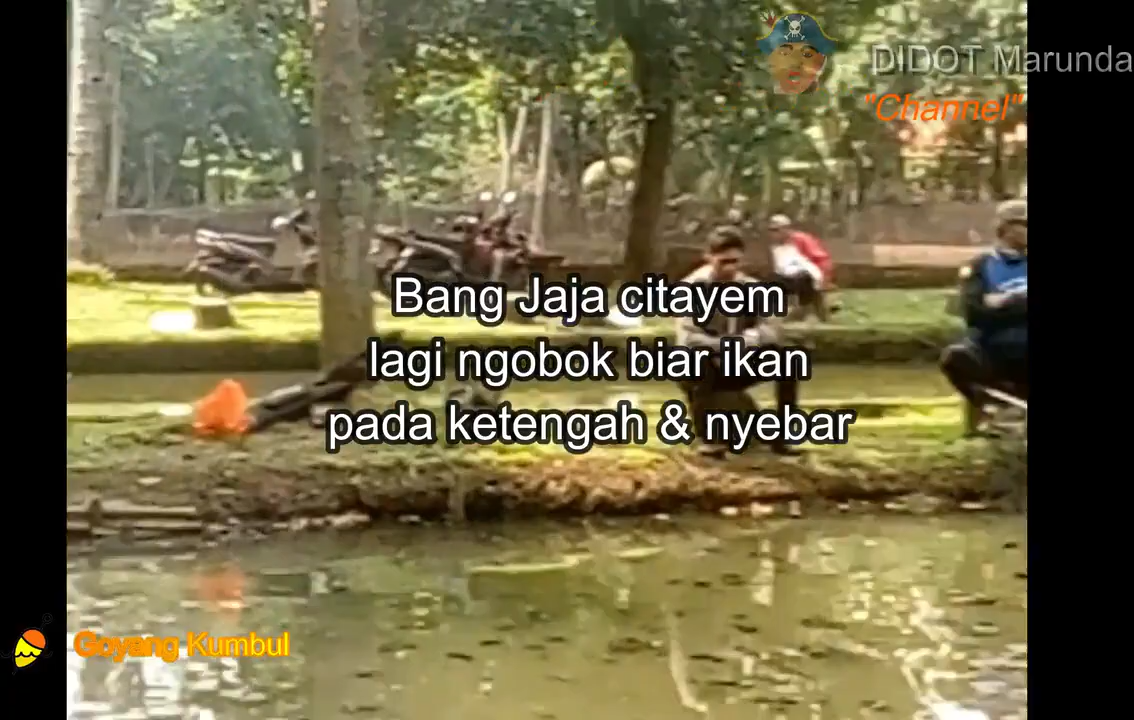 DIDOT Marunda
"Channel"
Bang Jaja citayem
lagi ngobok biar ikan
pada ketengah & nyebar
Goyang Kumbul